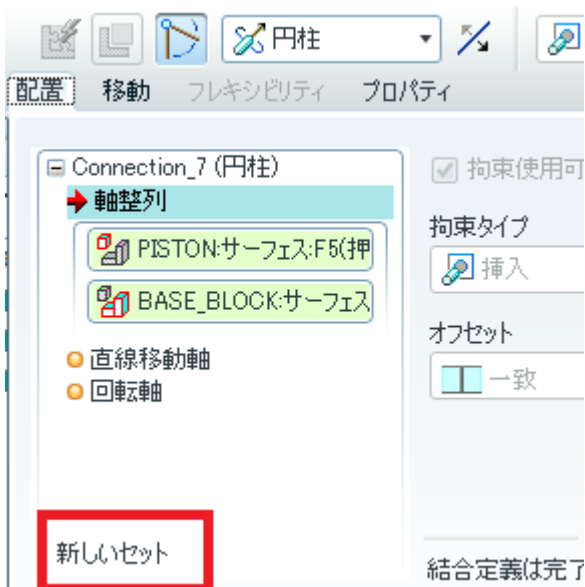 円柱
配置 移動 フレキシビリティ プロパティ
Connection_7 (円柱)
軸整列
PISTON:サーフェス:F5(押
BASE_BLOCK:サーフェス
直線移動軸
回転軸
新しいセット
拘束使用可
拘束タイプ
挿入
オフセット
一致
結合定義は完了